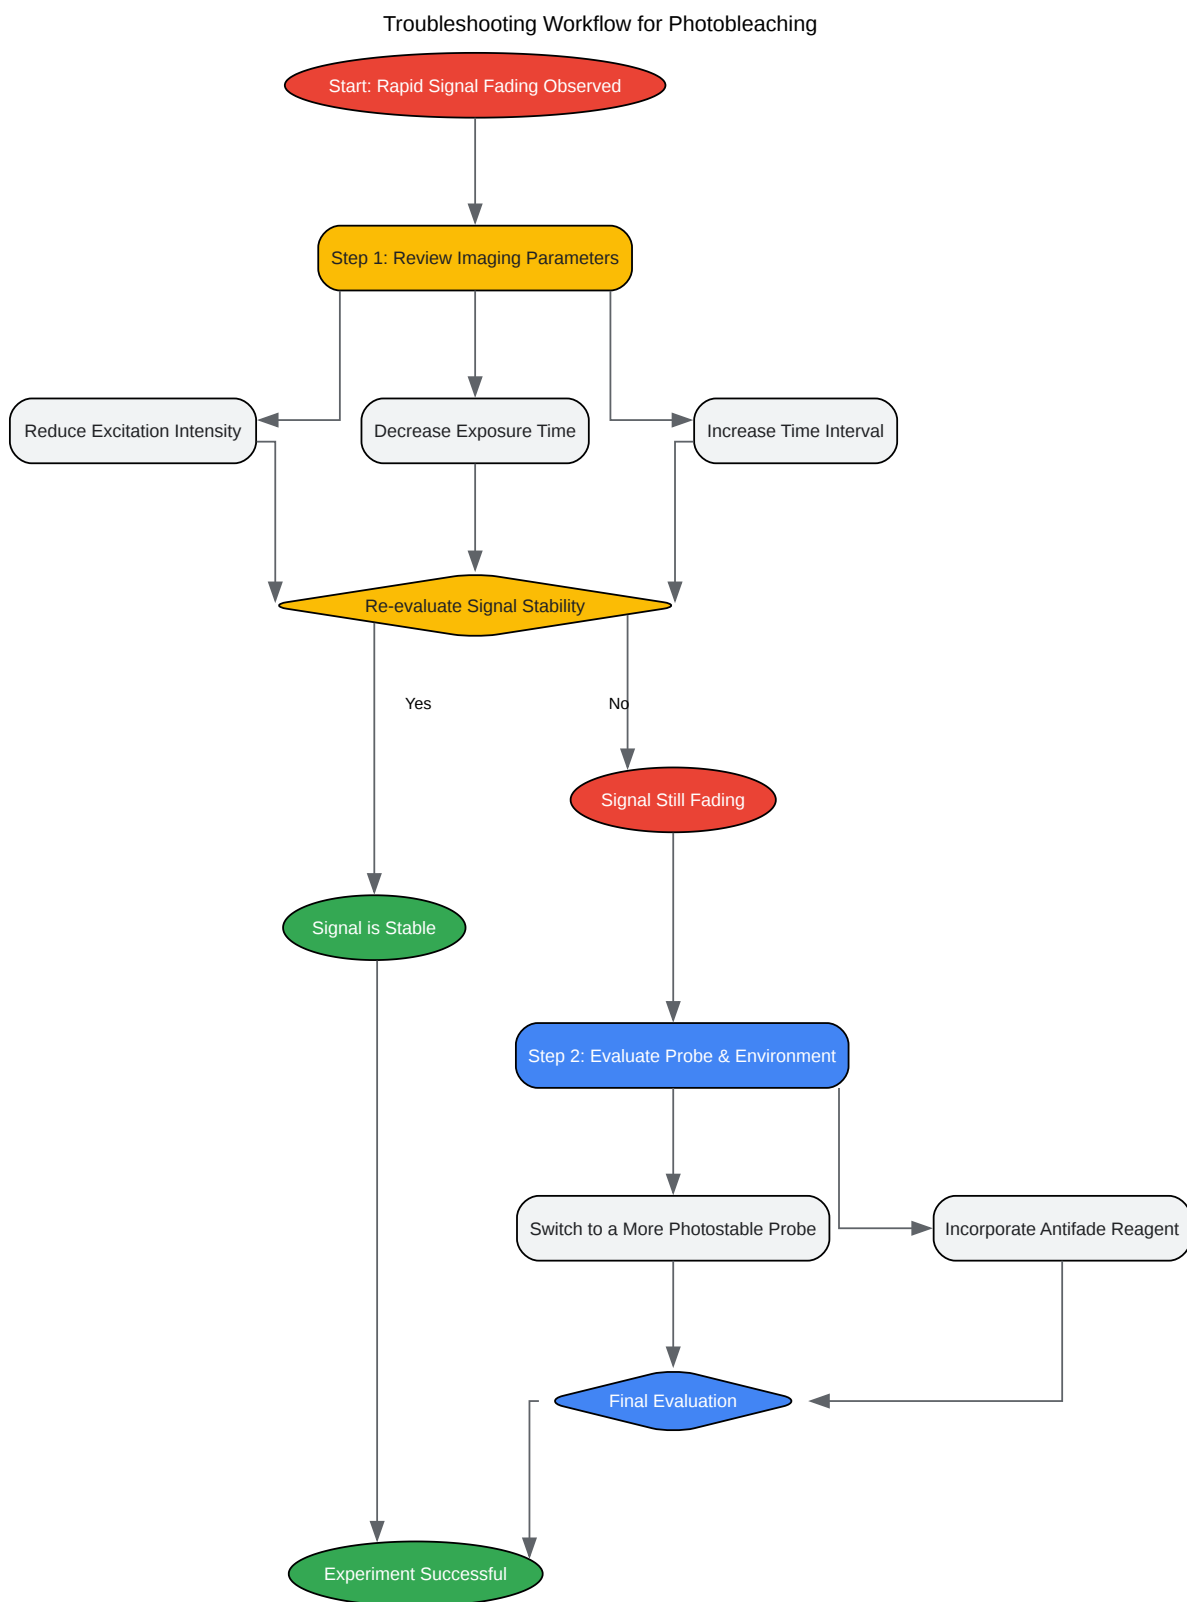 Troubleshooting Workflow for Photobleaching
Start: Rapid Signal Fading Observed
Step 1: Review Imaging Parameters
Reduce Excitation Intensity
Decrease Exposure Time
Increase Time Interval
Re-evaluate Signal Stability
Yes
No
Signal Still Fading
Signal is Stable
Step 2: Evaluate Probe & Environment
Switch to a More Photostable Probe
Incorporate Antifade Reagent
Final Evaluation
Experiment Successful